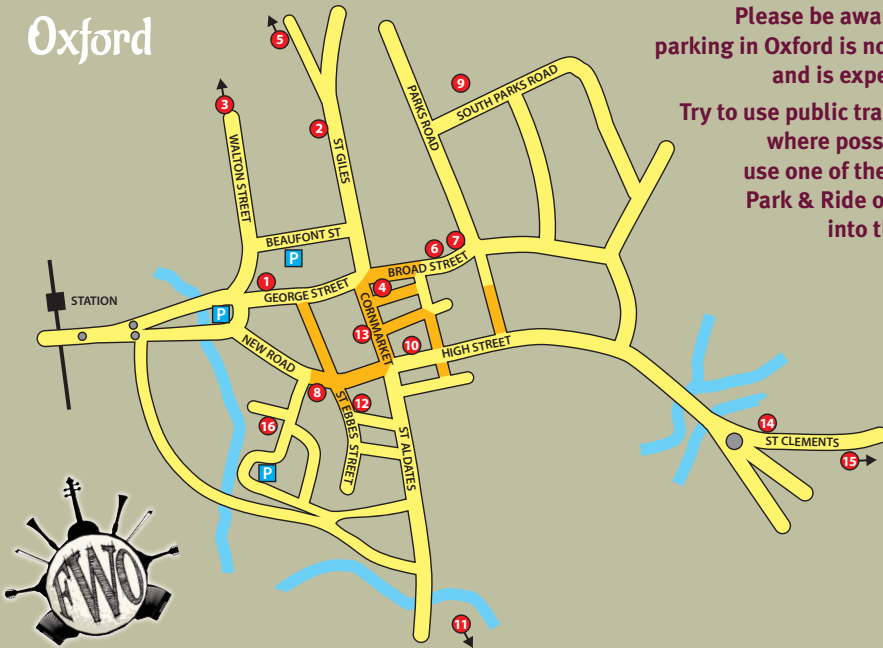 Oxford
Please be awa
parking in Oxford is no
and is expe
Try to use public tra
where poss
use one of the
Park & Ride o
into t
5
9
SOUTH PARKS ROAD
PARKS ROAD
3
2
ST GILES
WALTON STREET
BEAUFONT ST
P
6
7
BROAD STREET
1
GEORGE STREET
4
STATION
P
CORNMARKET
13
10
HIGH STREET
NEW ROAD
8
12
ST EBBES STREET
16
ST ALDATES
P
14
ST CLEMENTS
15
FWO
11